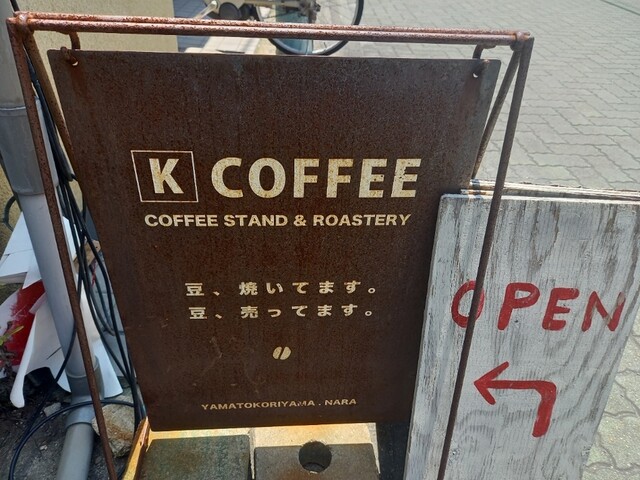 K COFFEE
COFFEE STAND & ROASTERY
豆、焼いてます。
豆、売ってます。
YAMATOKORIYAMA . NARA
OPEN